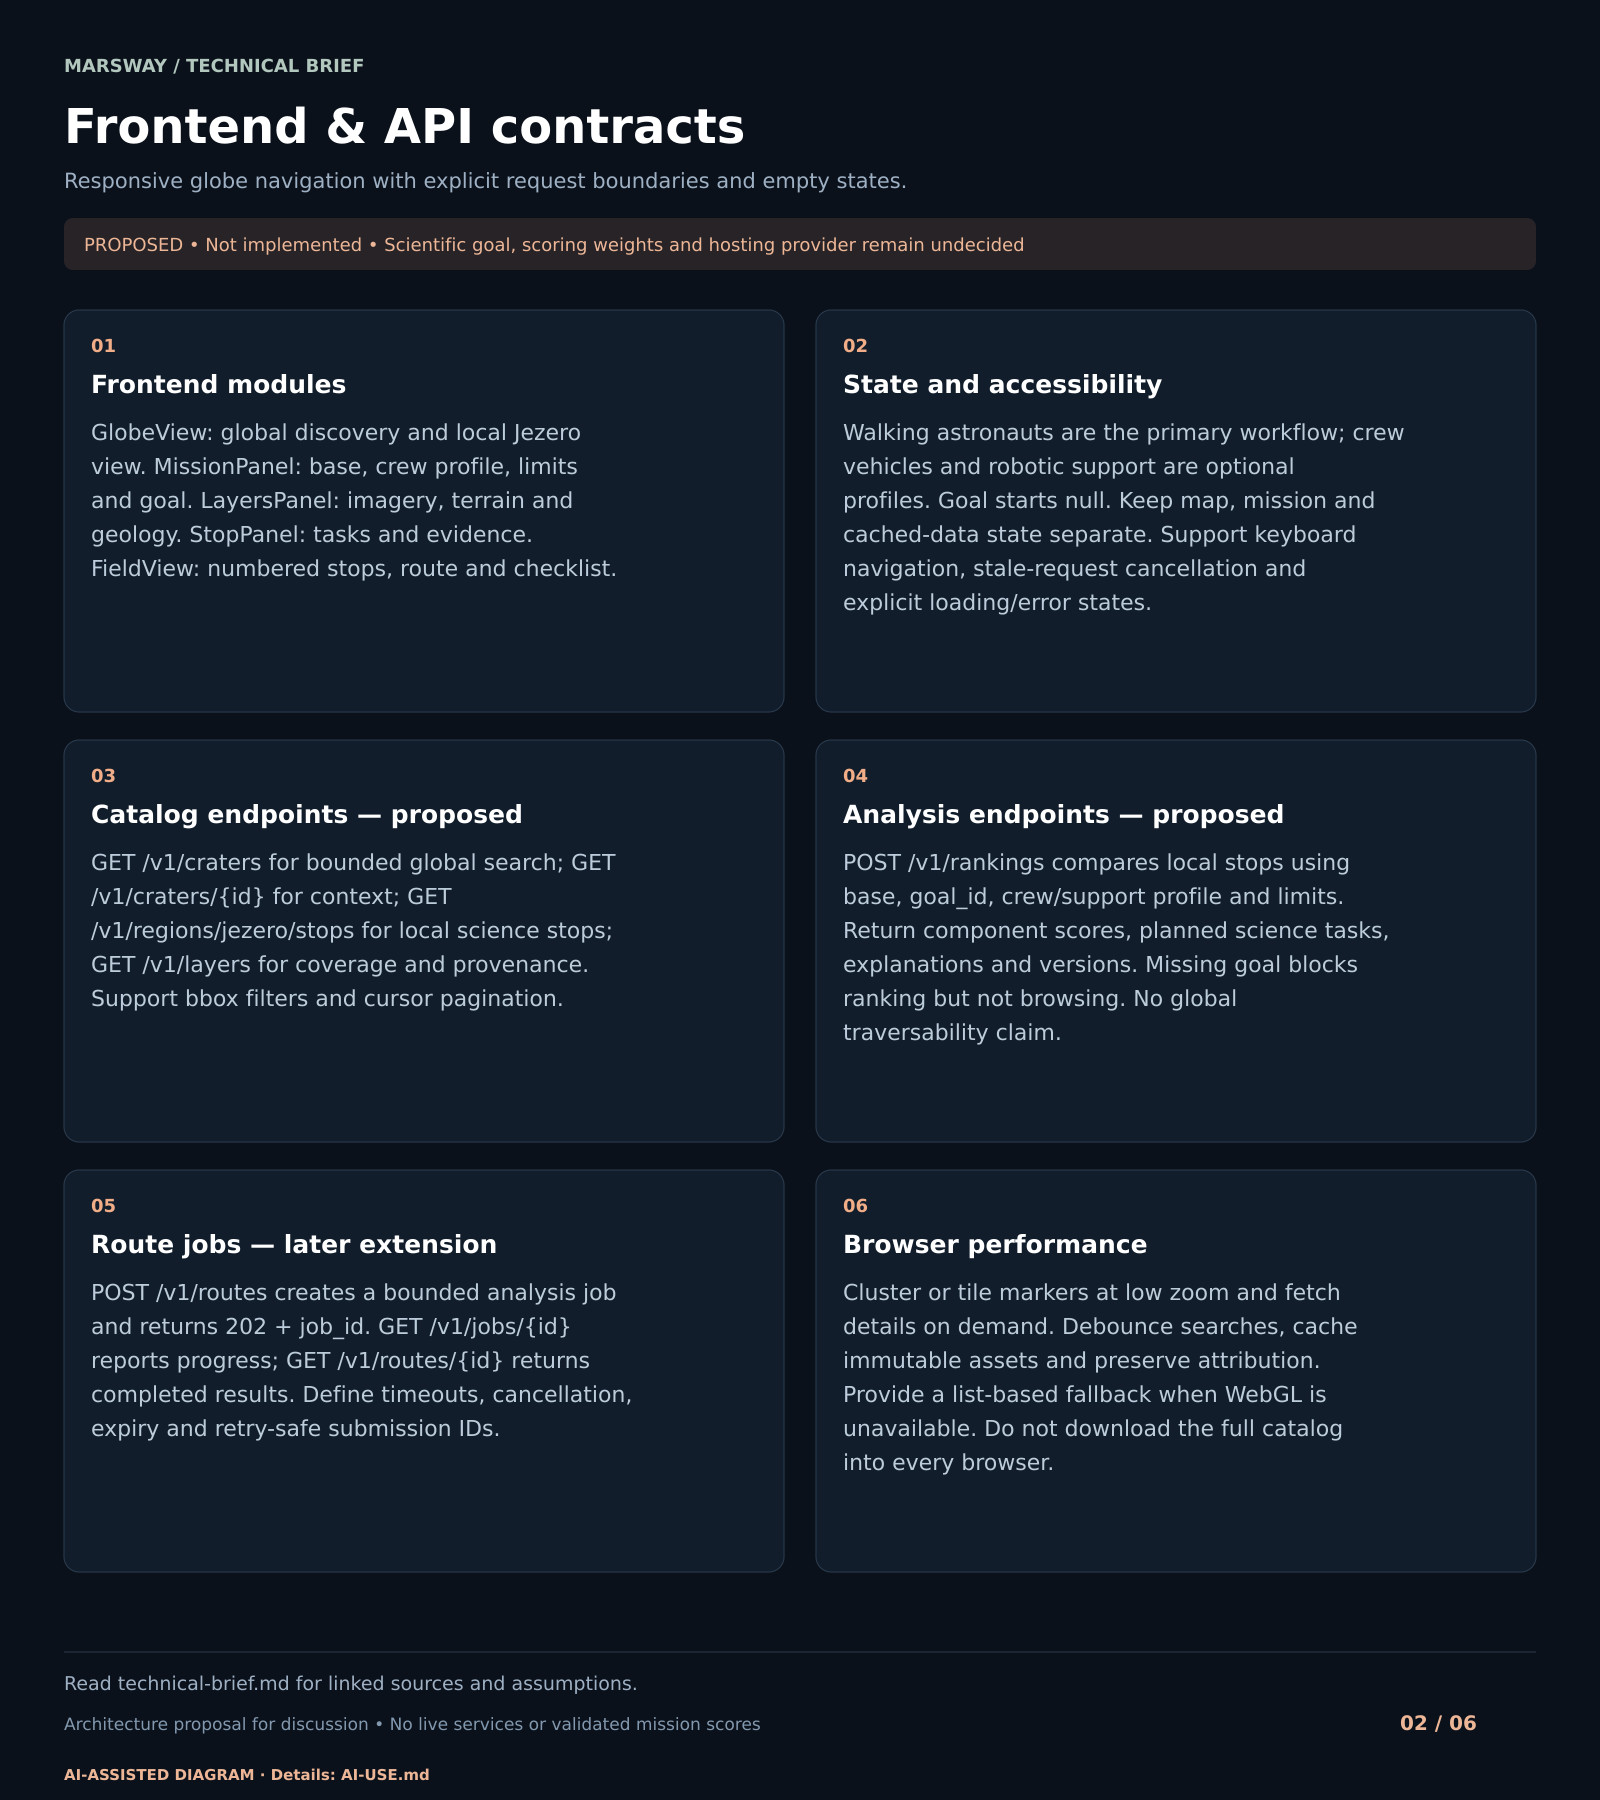 MARSWAY / TECHNICAL BRIEF
Frontend & API contracts
Responsive globe navigation with explicit request boundaries and empty states.
PROPOSED • Not implemented • Scientific goal, scoring weights and hosting provider remain undecided
01
Frontend modules
GlobeView: global discovery and local Jezero
view. MissionPanel: base, crew profile, limits
and goal. LayersPanel: imagery, terrain and
geology. StopPanel: tasks and evidence.
FieldView: numbered stops, route and checklist.
02
State and accessibility
Walking astronauts are the primary workflow; crew
vehicles and robotic support are optional
profiles. Goal starts null. Keep map, mission and
cached-data state separate. Support keyboard
navigation, stale-request cancellation and
explicit loading/error states.
03
Catalog endpoints — proposed
GET /v1/craters for bounded global search; GET
/v1/craters/{id} for context; GET
/v1/regions/jezero/stops for local science stops;
GET /v1/layers for coverage and provenance.
Support bbox filters and cursor pagination.
04
Analysis endpoints — proposed
POST /v1/rankings compares local stops using
base, goal_id, crew/support profile and limits.
Return component scores, planned science tasks,
explanations and versions. Missing goal blocks
ranking but not browsing. No global
traversability claim.
05
Route jobs — later extension
POST /v1/routes creates a bounded analysis job
and returns 202 + job_id. GET /v1/jobs/{id}
reports progress; GET /v1/routes/{id} returns
completed results. Define timeouts, cancellation,
expiry and retry-safe submission IDs.
06
Browser performance
Cluster or tile markers at low zoom and fetch
details on demand. Debounce searches, cache
immutable assets and preserve attribution.
Provide a list-based fallback when WebGL is
unavailable. Do not download the full catalog
into every browser.
Read technical-brief.md for linked sources and assumptions.
Architecture proposal for discussion • No live services or validated mission scores
02 / 06
AI-ASSISTED DIAGRAM · Details: AI-USE.md